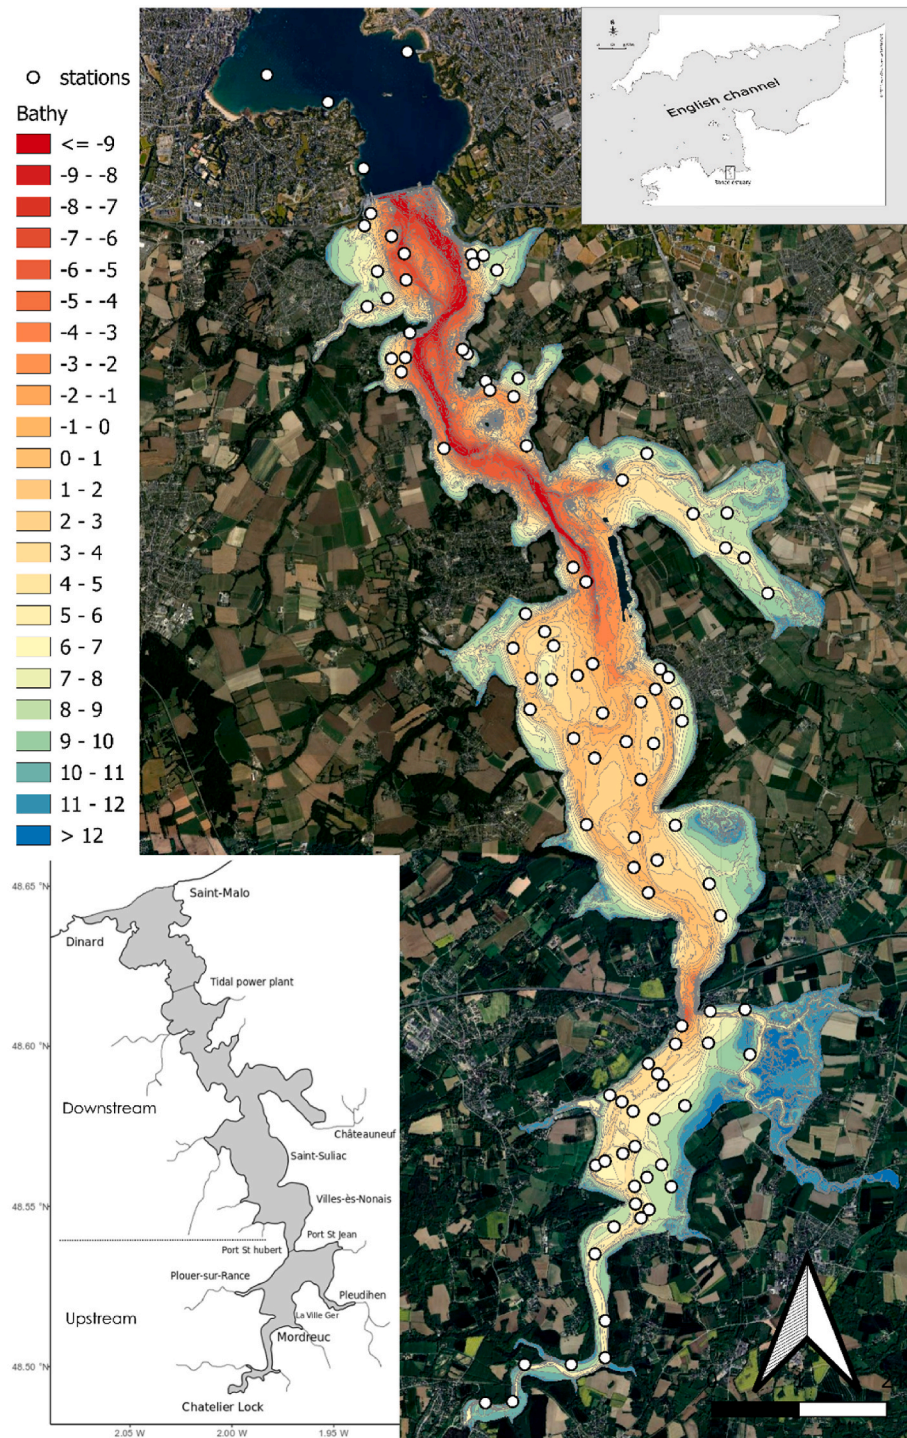 stations
Bathy
<= -9
-9 - -8
-8 - -7
-7 - -6
-6 - -5
-5 - -4
-4 - -3
-3 - -2
-2 - -1
-1 - 0
0 - 1
1 - 2
2 - 3
3 - 4
4 - 5
5 - 6
6 - 7
7 - 8
8 - 9
9 - 10
10 - 11
11 - 12
> 12
English channel
Rance estuary
48.65 °N
48.60 °N
48.55 °N
48.50 °N
Saint-Malo
Dinard
Tidal power plant
Downstream
Châteauneuf
Saint-Suliac
Villes-ès-Nonais
Port St Jean
Port St hubert
Plouer-sur-Rance
Pleudihen
La Ville Ger
Upstream
Mordreuc
Chatelier Lock
2.05 W
2.00 W
1.95 W